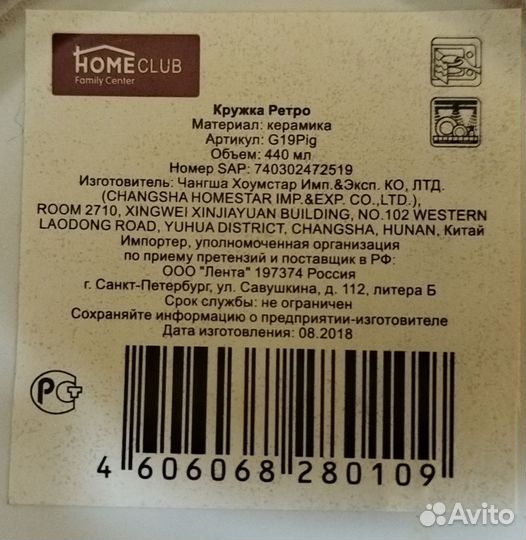 HOMECLUB
Family Center
Кружка Ретро
Материал: керамика
Артикул: G19Pig
Объем: 440 мл
Номер SAP: 740302472519
Изготовитель: Чангша Хоумстар Имп.&Эксп. КО, ЛТД.
(CHANGSHA HOMESTAR IMP.&EXP. CO.,LTD.),
ROOM 2710, XINGWEI XINJIAYUAN BUILDING, NO.102 WESTERN
LAODONG ROAD, YUHUA DISTRICT, CHANGSHA, HUNAN, Китай
Импортер, уполномоченная организация
по приему претензий и поставщик в РФ:
ООО "Лента" 197374 Россия
г. Санкт-Петербург, ул. Савушкина, д. 112, литера Б
Срок службы: не ограничен
Сохраняйте информацию о предприятии-изготовителе
Дата изготовления: 08.2018
РСТ
4 606068 280109
Avito